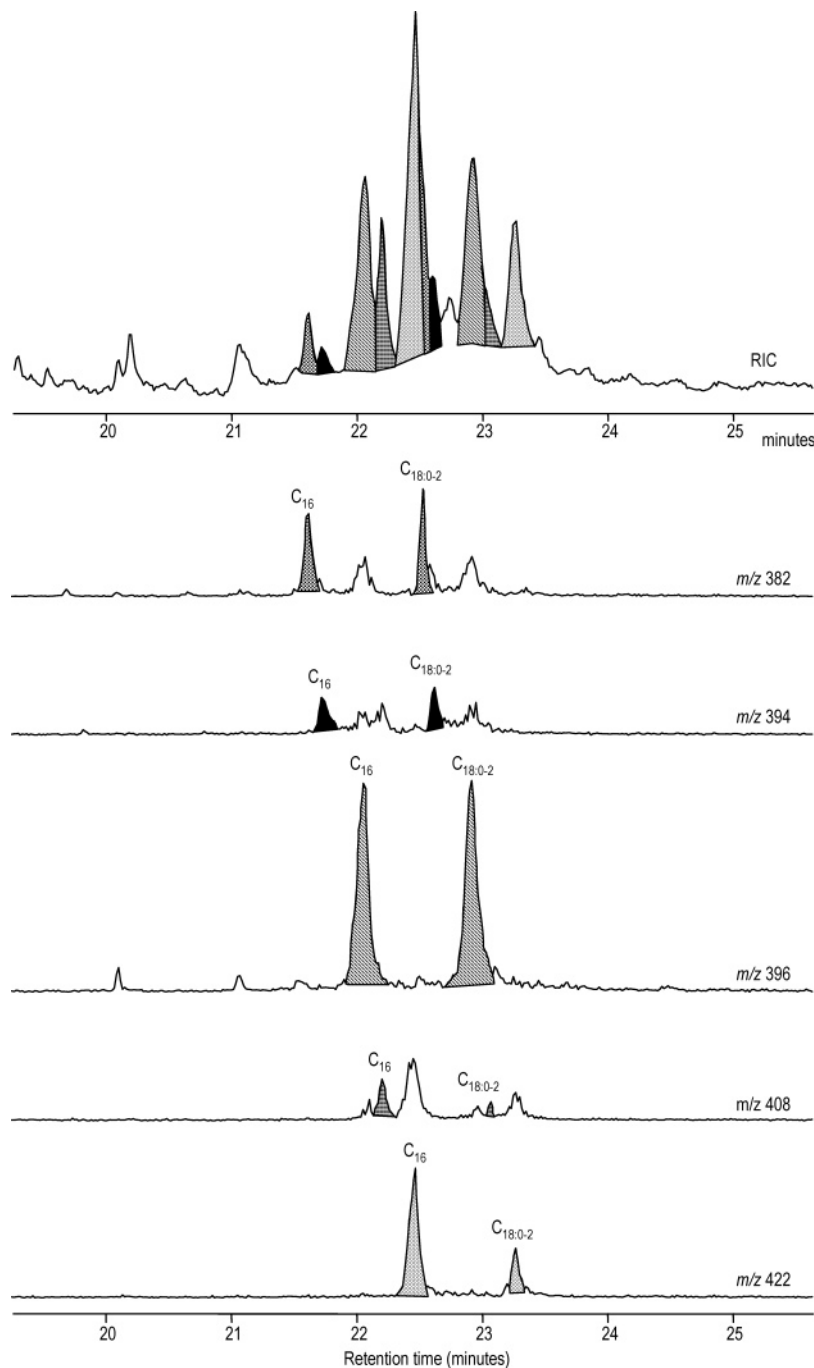 RIC
20 21 22 23 24 25 minutes
C₁₆ C₁₈:₀₋₂
m/z 382
C₁₆ C₁₈:₀₋₂
m/z 394
C₁₆ C₁₈:₀₋₂
m/z 396
C₁₆ C₁₈:₀₋₂
m/z 408
C₁₆
C₁₈:₀₋₂
m/z 422
20 21 22 23 24 25
Retention time (minutes)